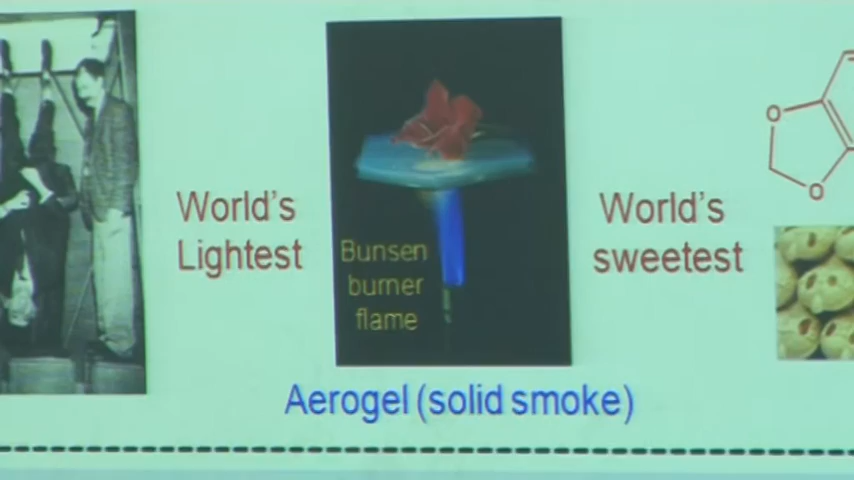 World's
Lightest
Bunsen
burner
flame
World's
sweetest
O
O
Aerogel (solid smoke)